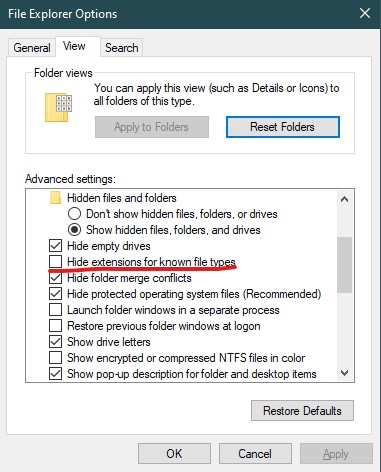 File Explorer Options
General
View
Search
Folder views
You can apply this view (such as Details or Icons) to
all folders of this type.
Apply to Folders
Reset Folders
Advanced settings:
Hidden files and folders
Don't show hidden files, folders, or drives
Show hidden files, folders, and drives
Hide empty drives
Hide extensions for known file types
Hide folder merge conflicts
Hide protected operating system files (Recommended)
Launch folder windows in a separate process
Restore previous folder windows at logon
Show drive letters
Show encrypted or compressed NTFS files in color
Show pop-up description for folder and desktop items
Restore Defaults
OK
Cancel
Apply